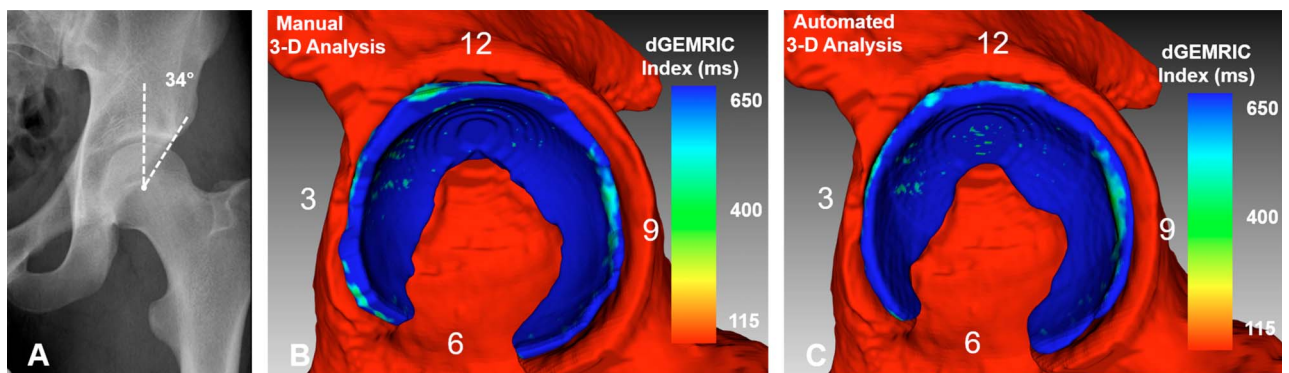 34°
A
Manual
3-D Analysis
12
dGEMRIC
Index (ms)
650
3
400
9
115
6
B
Automated
3-D Analysis
12
dGEMRIC
Index (ms)
650
3
400
9
115
6
C